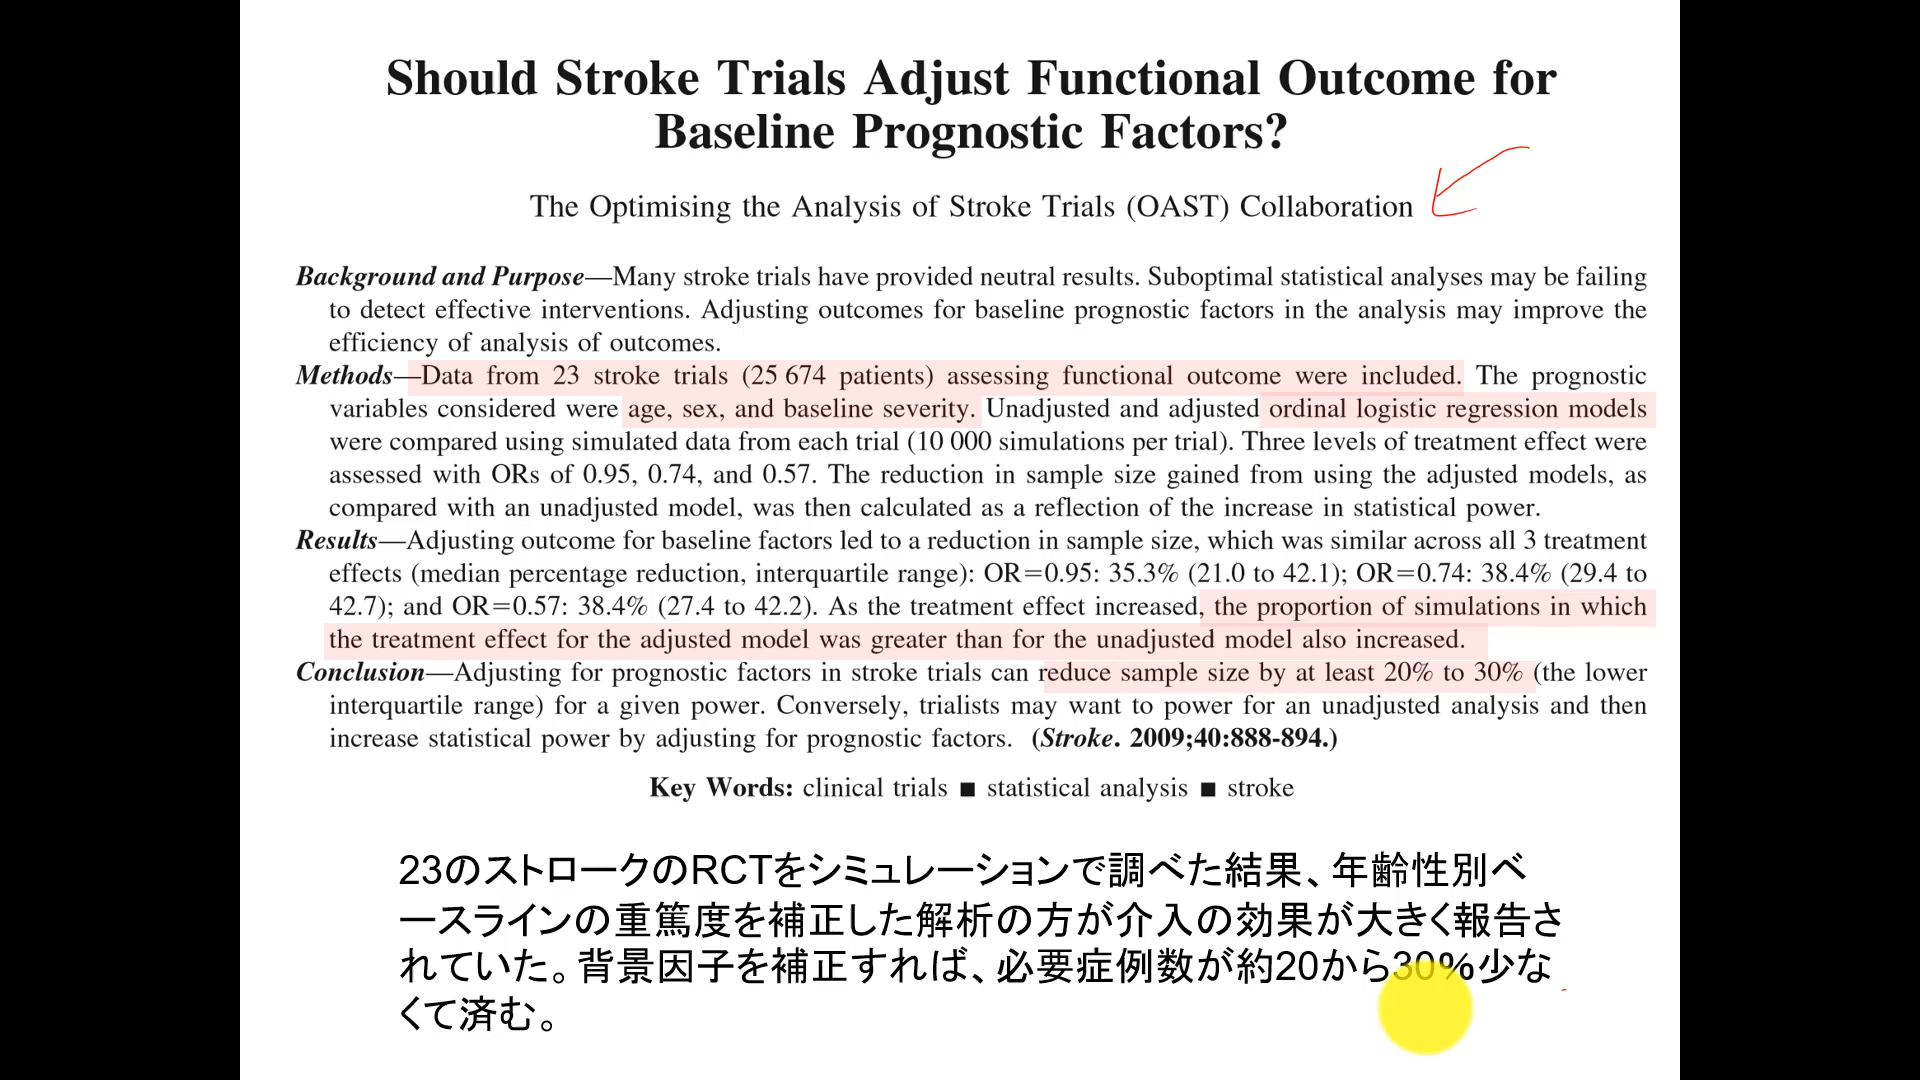 Should Stroke Trials Adjust Functional Outcome for
Baseline Prognostic Factors?
The Optimising the Analysis of Stroke Trials (OAST) Collaboration
Background and Purpose—Many stroke trials have provided neutral results. Suboptimal statistical analyses may be failing
to detect effective interventions. Adjusting outcomes for baseline prognostic factors in the analysis may improve the
efficiency of analysis of outcomes.
Methods—Data from 23 stroke trials (25 674 patients) assessing functional outcome were included. The prognostic
variables considered were age, sex, and baseline severity. Unadjusted and adjusted ordinal logistic regression models
were compared using simulated data from each trial (10 000 simulations per trial). Three levels of treatment effect were
assessed with ORs of 0.95, 0.74, and 0.57. The reduction in sample size gained from using the adjusted models, as
compared with an unadjusted model, was then calculated as a reflection of the increase in statistical power.
Results—Adjusting outcome for baseline factors led to a reduction in sample size, which was similar across all 3 treatment
effects (median percentage reduction, interquartile range): OR=0.95: 35.3% (21.0 to 42.1); OR=0.74: 38.4% (29.4 to
42.7); and OR=0.57: 38.4% (27.4 to 42.2). As the treatment effect increased, the proportion of simulations in which
the treatment effect for the adjusted model was greater than for the unadjusted model also increased.
Conclusion—Adjusting for prognostic factors in stroke trials can reduce sample size by at least 20% to 30% (the lower
interquartile range) for a given power. Conversely, trialists may want to power for an unadjusted analysis and then
increase statistical power by adjusting for prognostic factors. (Stroke. 2009;40:888-894.)
Key Words: clinical trials ■ statistical analysis ■ stroke
23のストロークのRCTをシミュレーションで調べた結果、年齢性別ベ
ースラインの重篤度を補正した解析の方が介入の効果が大きく報告さ
れていた。背景因子を補正すれば、必要症例数が約20から30%少な
くて済む。